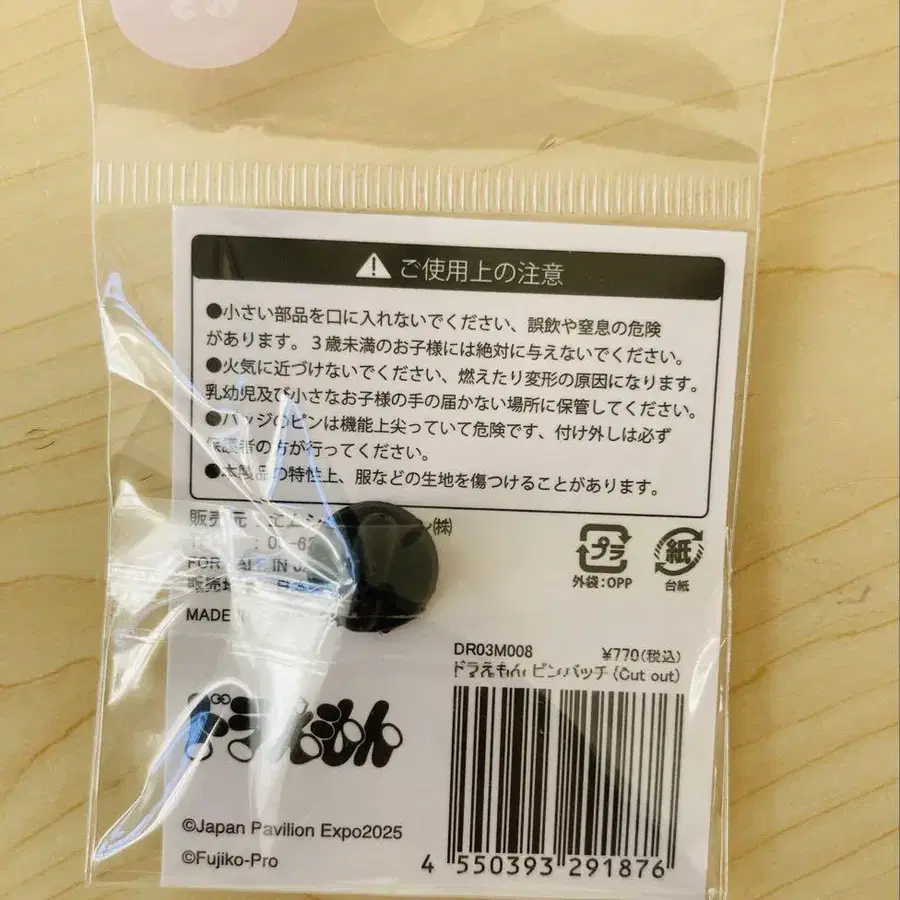 ご使用上の注意
●小さい部品を口に入れないでください、誤飲や窒息の危険
があります。３歳未満のお子様には絶対に与えないでください。
●火気に近づけないでください、燃えたり変形の原因になります。
乳幼児及び小さなお子様の手の届かない場所に保管してください。
●バッジのピンは機能上尖っていて危険です、付け外しは必ず
保護者の方が行ってください。
●本製品の特性上、服などの生地を傷つけることがあります。
販売元：エムシ ン㈱
FOR SALE IN
MADE
プラ
外袋:OPP
紙
台紙
DR03M008 ¥770(税込)
ドラえもん ピンバッチ (Cut out)
ドラえもん
©Japan Pavilion Expo2025
©Fujiko-Pro
4 550393 291876